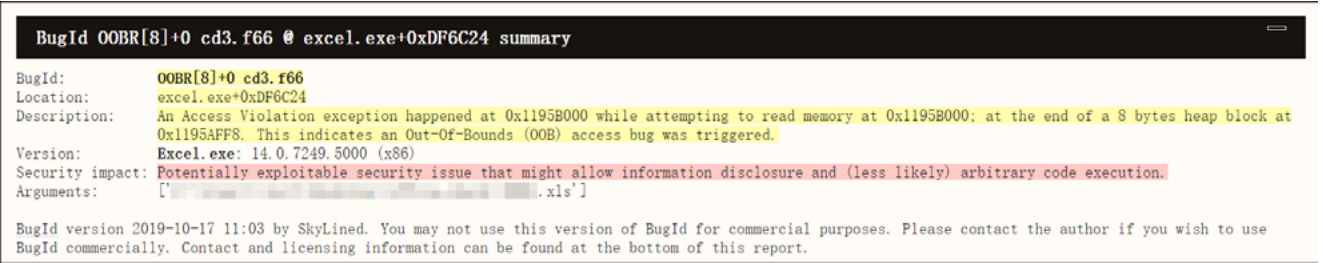 BugId OOBR[8]+0 cd3.f66 @ excel.exe+0xDF6C24 summary
BugId: OOBR[8]+0 cd3.f66
Location: excel.exe+0xDF6C24
Description: An Access Violation exception happened at 0x1195B000 while attempting to read memory at 0x1195B000; at the end of a 8 bytes heap block at
0x1195AFF8. This indicates an Out-Of-Bounds (OOB) access bug was triggered.
Version: Excel.exe: 14.0.7249.5000 (x86)
Security impact: Potentially exploitable security issue that might allow information disclosure and (less likely) arbitrary code execution.
Arguments: [' .xls']
BugId version 2019-10-17 11:03 by SkyLined. You may not use this version of BugId for commercial purposes. Please contact the author if you wish to use
BugId commercially. Contact and licensing information can be found at the bottom of this report.